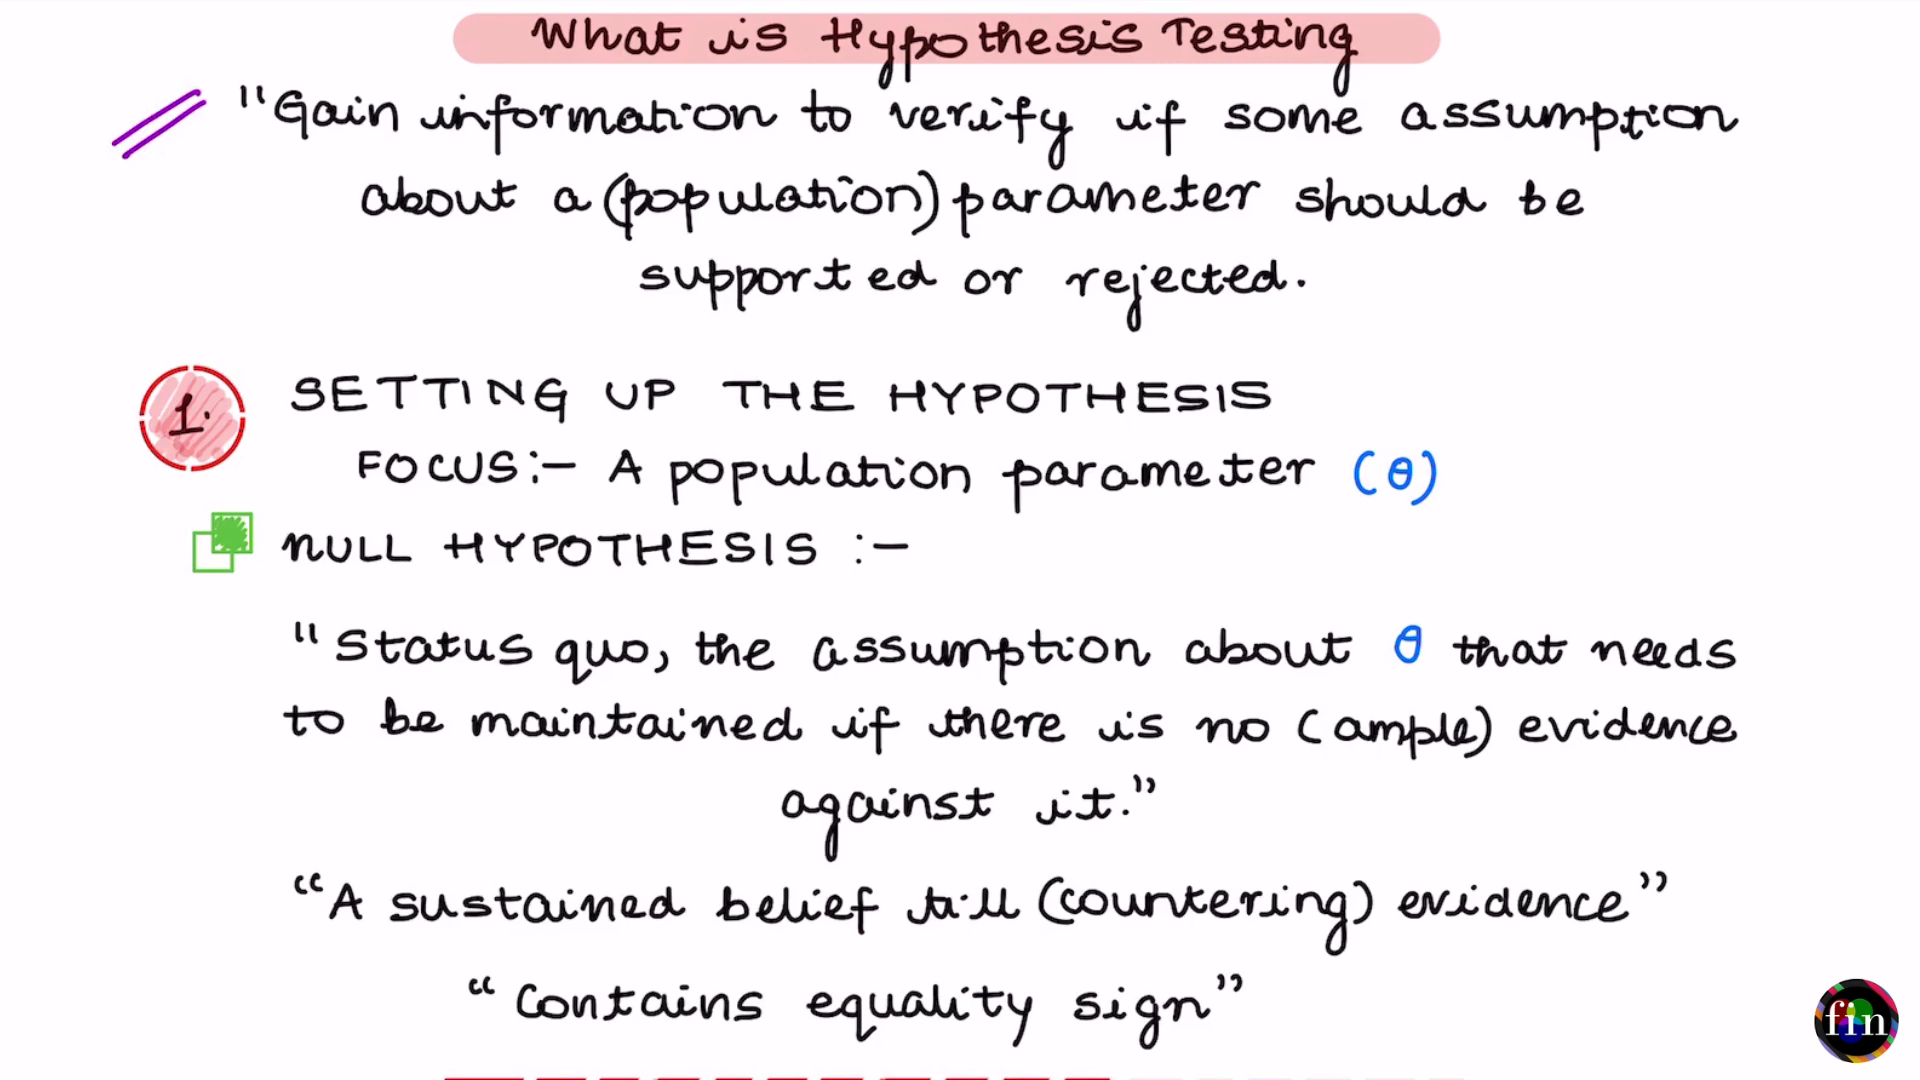 What is Hypothesis Testing
"Gain information to verify if some assumption
about a (population) parameter should be
supported or rejected.
1. SETTING UP THE HYPOTHESIS
FOCUS:- A population parameter (θ)
NULL HYPOTHESIS :-
"Status quo, the assumption about θ that needs
to be maintained if there is no (ample) evidence
against it."
"A sustained belief till (countering) evidence"
"Contains equality sign"
fin